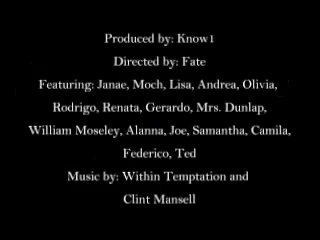 Produced by: Know1
Directed by: Fate
Featuring: Janae, Moch, Lisa, Andrea, Olivia,
Rodrigo, Renata, Gerardo, Mrs. Dunlap,
William Moseley, Alanna, Joe, Samantha, Camila,
Federico, Ted
Music by: Within Temptation and
Clint Mansell